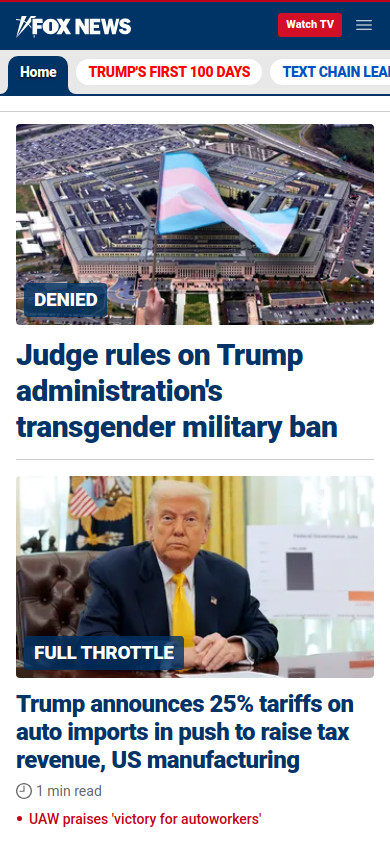 FOX NEWS
Watch TV
Home
TRUMP'S FIRST 100 DAYS
TEXT CHAIN LEA
DENIED
Judge rules on Trump
administration's
transgender military ban
Federal Government Jobs
FULL THROTTLE
Trump announces 25% tariffs on
auto imports in push to raise tax
revenue, US manufacturing
1 min read
UAW praises 'victory for autoworkers'